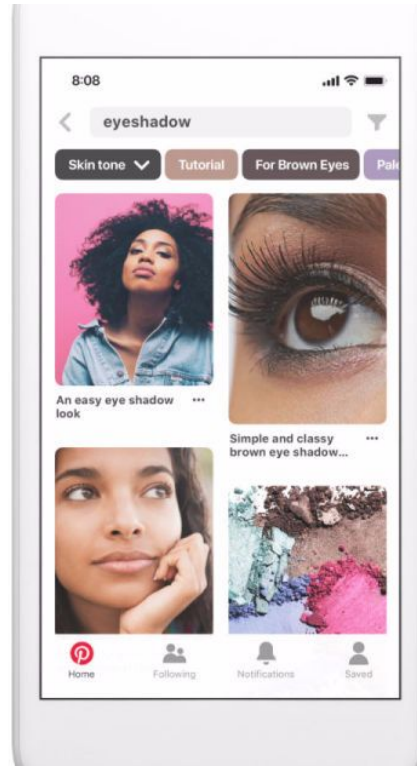 8:08
eyeshadow
Skin tone
Tutorial
For Brown Eyes
Pale
An easy eye shadow
look
Simple and classy
brown eye shadow...
Home
Following
Notifications
Saved